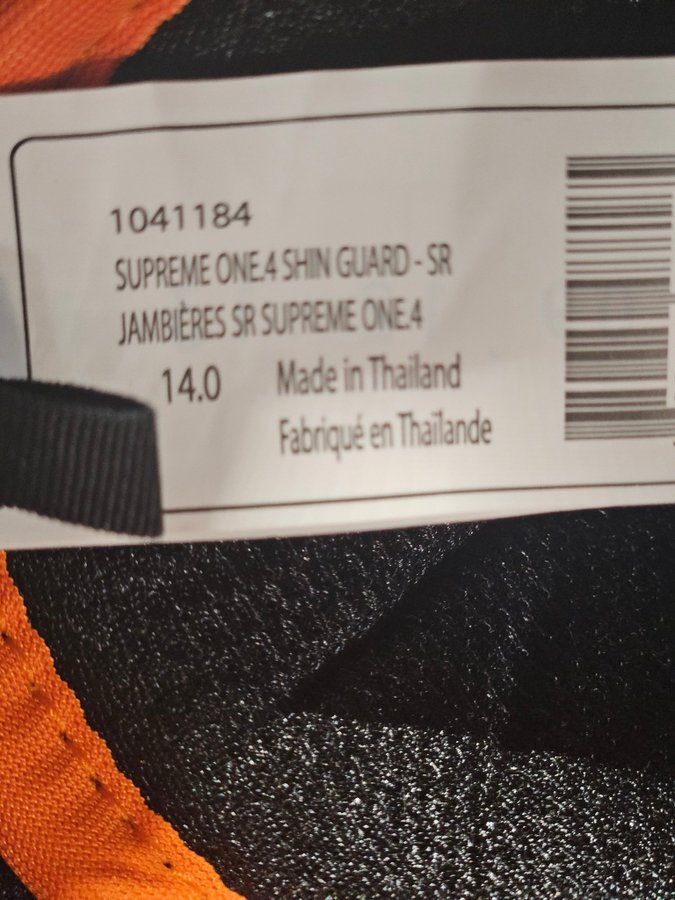 1041184
SUPREME ONE.4 SHIN GUARD - SR
JAMBIÈRES SR SUPREME ONE.4
14.0 Made in Thailand
Fabriqué en Thaïlande